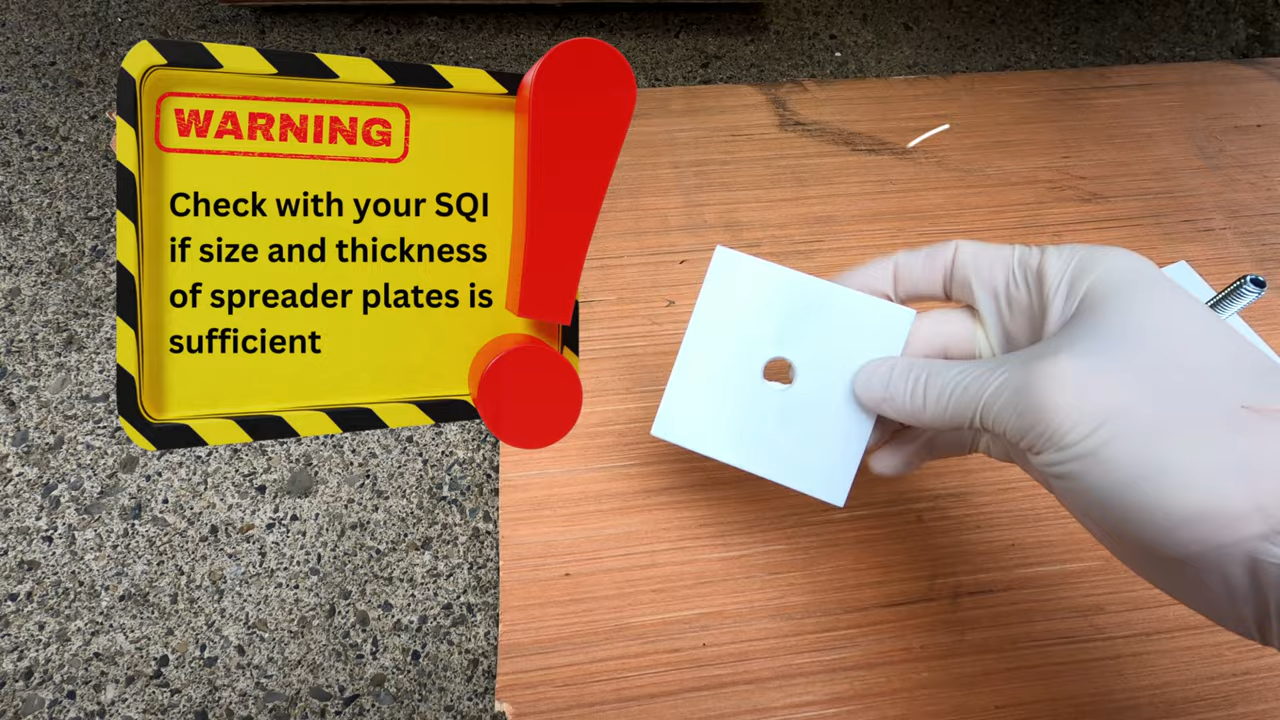 WARNING
Check with your SQI
if size and thickness
of spreader plates is
sufficient